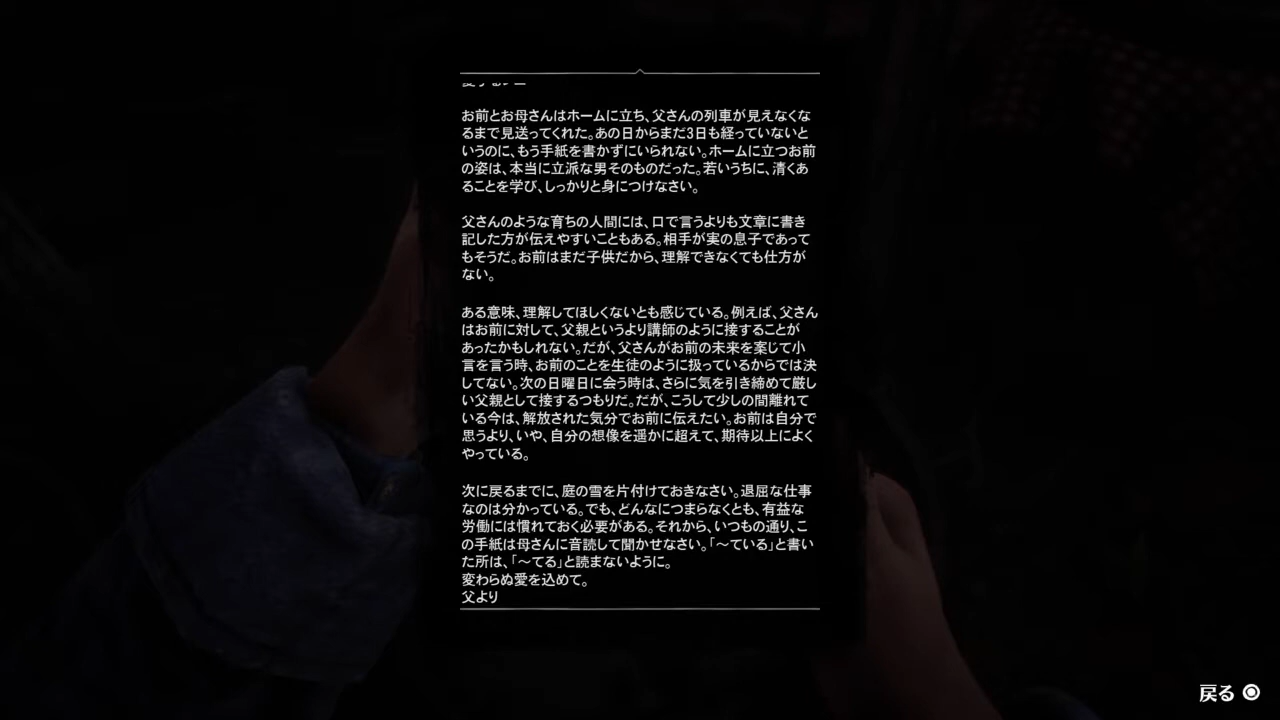 お前とお母さんはホームに立ち、父さんの列車が見えなくな
るまで見送ってくれた。あの日からまだ3日も経っていないと
いうのに、もう手紙を書かずにいられない。ホームに立つお前
の姿は、本当に立派な男そのものだった。若いうちに、清くあ
ることを学び、しっかりと身につけなさい。
父さんのような育ちの人間には、口で言うよりも文章に書き
記した方が伝えやすいこともある。相手が実の息子であって
もそうだ。お前はまだ子供だから、理解できなくても仕方が
ない。
ある意味、理解してほしくないとも感じている。例えば、父さん
はお前に対して、父親というより講師のように接することが
あったかもしれない。だが、父さんがお前の未来を案じて小
言を言う時、お前のことを生徒のように扱っているからでは決
してない。次の日曜日に会う時は、さらに気を引き締めて厳し
い父親として接するつもりだ。だが、こうして少しの間離れて
いる今は、解放された気分でお前に伝えたい。お前は自分で
思うより、いや、自分の想像を遥かに超えて、期待以上によく
やっている。
次に戻るまでに、庭の雪を片付けておきなさい。退屈な仕事
なのは分かっている。でも、どんなにつまらなくとも、有益な
労働には慣れておく必要がある。それから、いつもの通り、こ
の手紙は母さんに音読して聞かせなさい。「～ている」と書い
た所は、「～てる」と読まないように。
変わらぬ愛を込めて。
父より
戻る